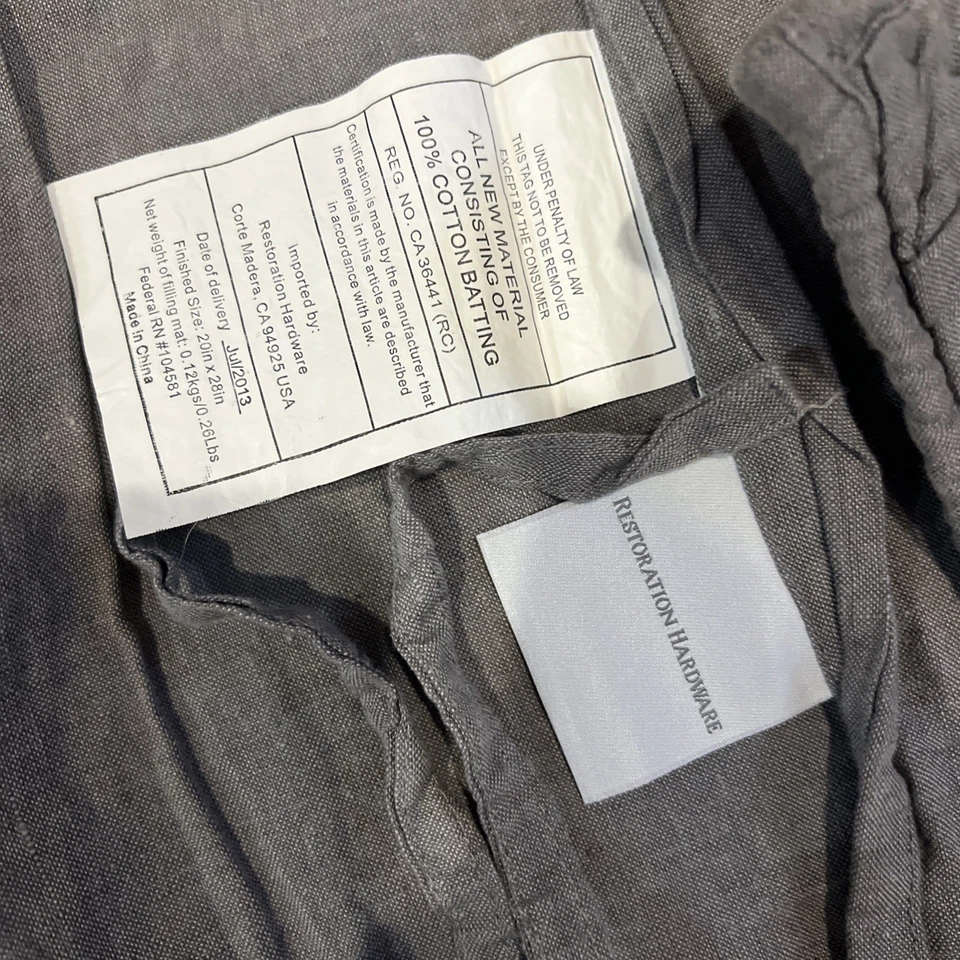 UNDER PENALTY OF LAW
THIS TAG NOT TO BE REMOVED
EXCEPT BY THE CONSUMER
ALL NEW MATERIAL
CONSISTING OF
100% COTTON BATTING
REG. NO. CA 36441 (RC)
Certification is made by the manufacturer that
the materials in this article are described
in accordance with law.
Imported by:
Restoration Hardware
Corte Madera, CA 94925 USA
Date of delivery Jul/2013
Finished Size: 20in x 28in
Net weight of filling mat: 0.12kgs/0.26Lbs
Federal RN #104581
Made In China
RESTORATION HARDWARE